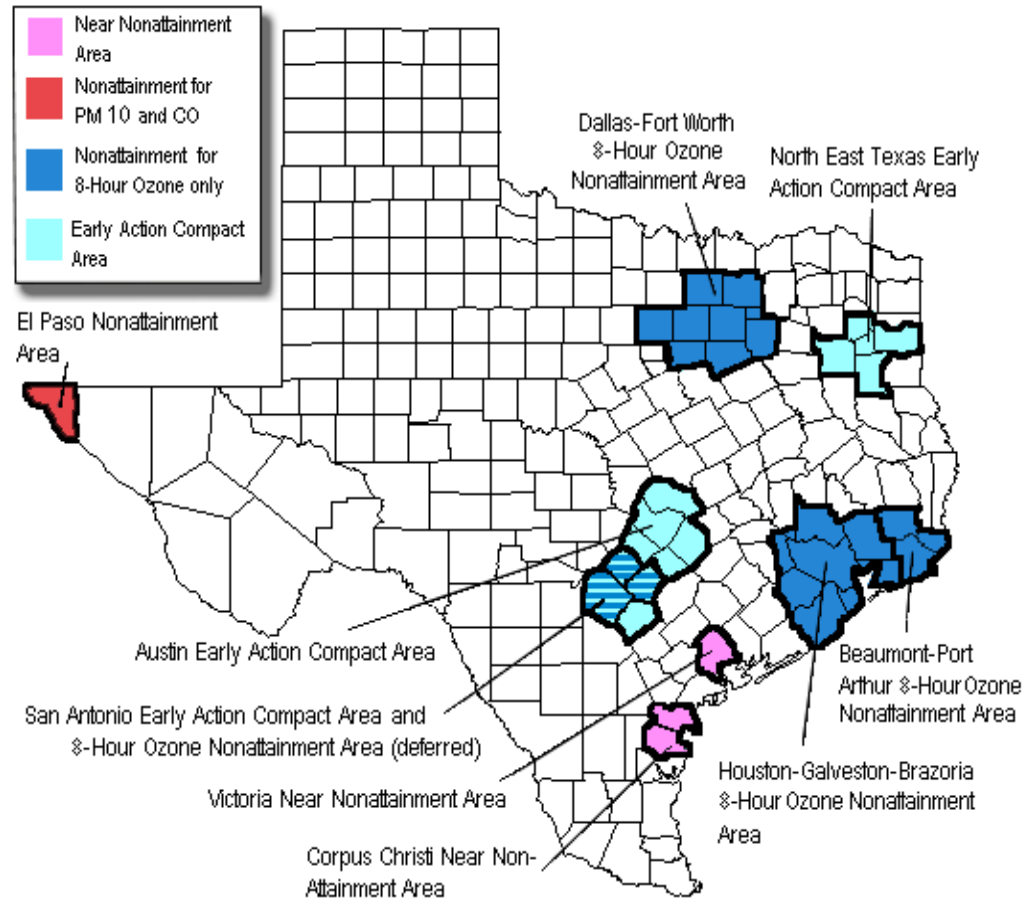 Near Nonattainment
Area
Nonattainment for
PM 10 and CO
Nonattainment for
8-Hour Ozone only
Early Action Compact
Area
El Paso Nonattainment
Area
Dallas-Fort Worth
8-Hour Ozone
Nonattainment Area
North East Texas Early
Action Compact Area
Austin Early Action Compact Area
San Antonio Early Action Compact Area and
8-Hour Ozone Nonattainment Area (deferred)
Victoria Near Nonattainment Area
Corpus Christi Near Non-
Attainment Area
Beaumont-Port
Arthur 8-Hour Ozone
Nonattainment Area
Houston-Galveston-Brazoria
8-Hour Ozone Nonattainment
Area